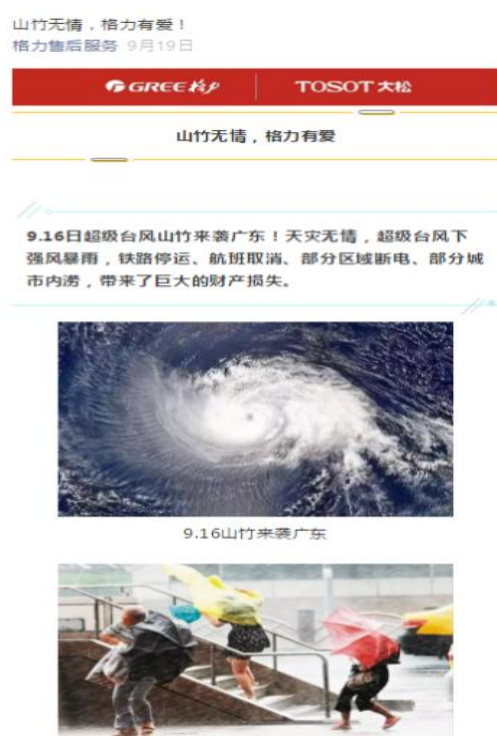 山竹无情，格力有爱！
格力售后服务 9月19日
GREE格力 TOSOT大松
山竹无情，格力有爱
9.16日超级台风山竹来袭广东！天灾无情，超级台风下
强风暴雨，铁路停运、航班取消、部分区域断电、部分城
市内涝，带来了巨大的财产损失。
9.16山竹来袭广东